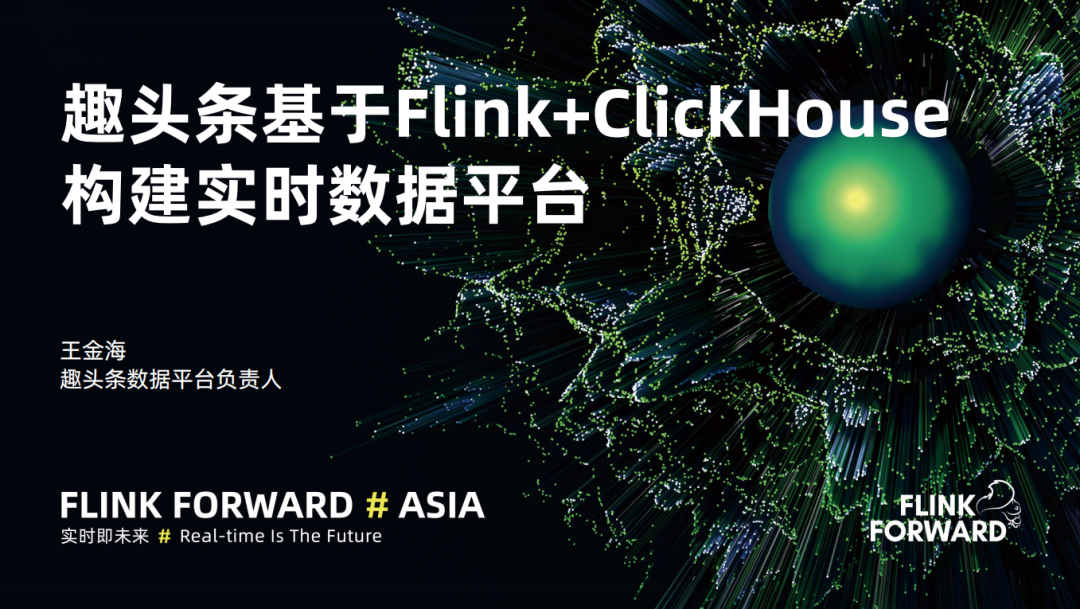 趣头条基于Flink+ClickHouse
构建实时数据平台
王金海
趣头条数据平台负责人
FLINK FORWARD # ASIA
实时即未来 # Real-time Is The Future
FLINK
FORWARD